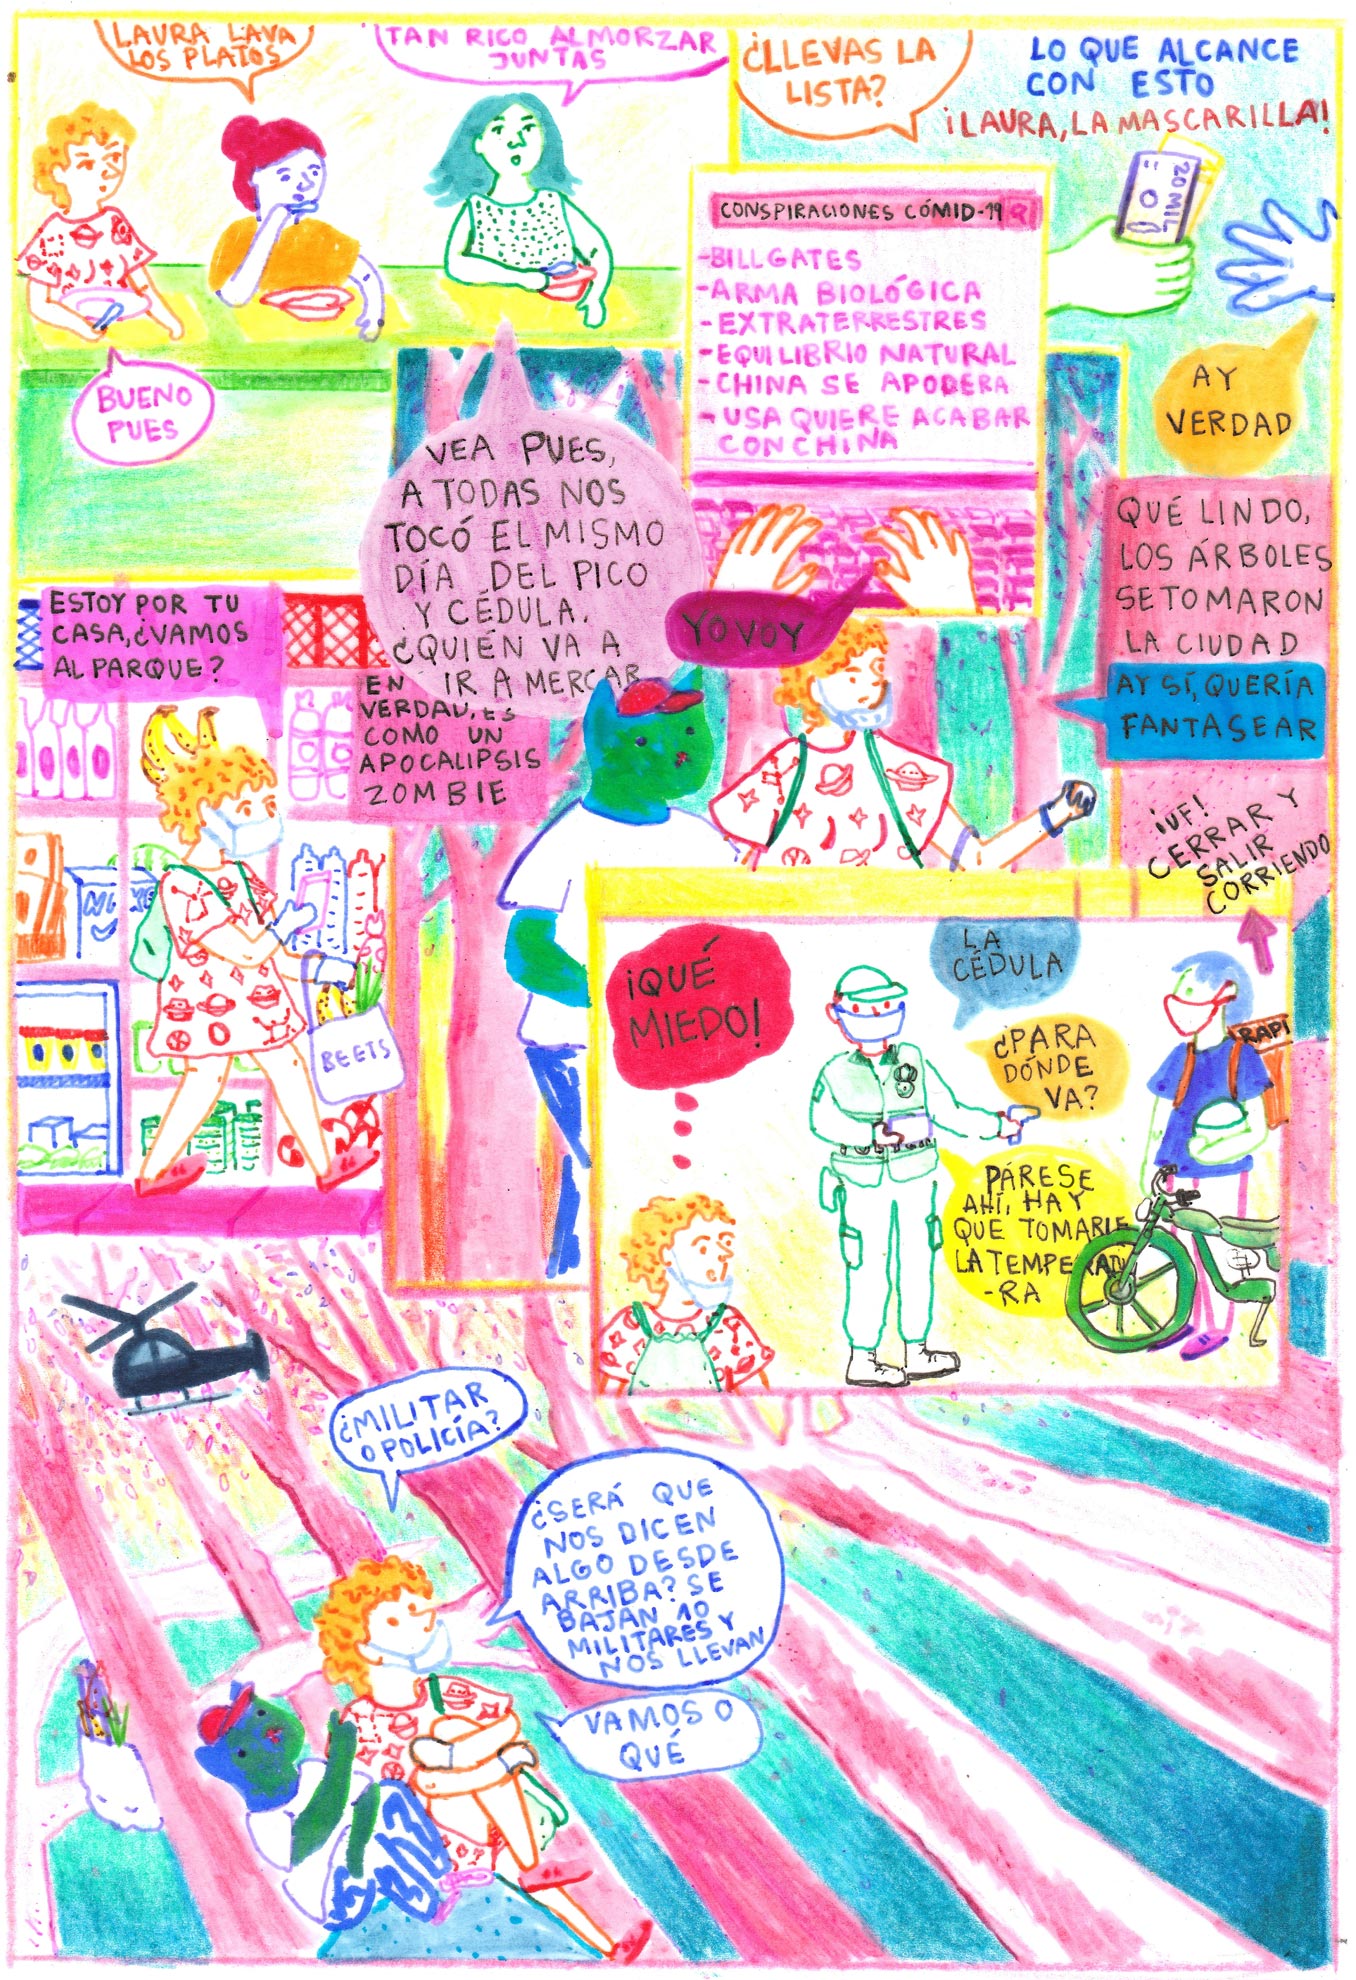 LAURA LAVA
LOS PLATOS
TAN RICO ALMORZAR
JUNTAS
BUENO
PUES
VEA PUES,
A TODAS NOS
TOCÓ EL MISMO
DÍA DEL PICO
Y CÉDULA.
¿QUIÉN VA A
IR A MERCAR
CONSPIRACIONES CÓMID-19
-BILLGATES
-ARMA BIOLÓGICA
-EXTRATERRESTRES
-EQUILIBRIO NATURAL
-CHINA SE APODERA
-USA QUIERE ACABAR
CON CHINA
YO VOY
¿LLEVAS LA
LISTA?
LO QUE ALCANCE
CON ESTO
¡LAURA, LA MASCARILLA!
20 MIL
AY
VERDAD
ESTOY POR TU
CASA, ¿VAMOS
AL PARQUE?
BEETS
EN
VERDAD, ES
COMO UN
APOCALIPSIS
ZOMBIE
QUÉ LINDO,
LOS ÁRBOLES
SE TOMARON
LA CIUDAD
AY SÍ, QUERÍA
FANTASEAR
¡UF!
CERRAR Y
SALIR
CORRIENDO
¡QUÉ
MIEDO!
LA
CÉDULA
¿PARA
DÓNDE
VA?
PÁRESE
AHÍ, HAY
QUE TOMARLE
LA TEMPERATU
-RA
RAPI
¿MILITAR
O POLICÍA?
¿SERÁ QUE
NOS DICEN
ALGO DESDE
ARRIBA? SE
BAJAN 10
MILITARES Y
NOS LLEVAN
VAMOS O
QUÉ